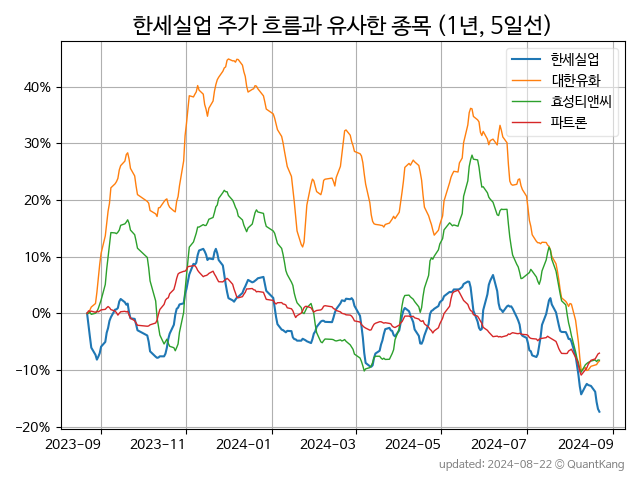 한세실업 주가 흐름과 유사한 종목 (1년, 5일선)
한세실업
대한유화
효성티앤씨
파트론
40%
30%
20%
10%
0%
−10%
−20%
2023-09
2023-11
2024-01
2024-03
2024-05
2024-07
2024-09
updated: 2024-08-22 ⓒ QuantKang